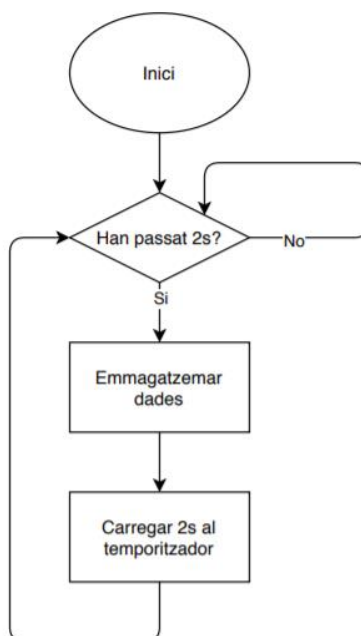 Inici
Han passat 2s?
No
Si
Emmagatzemar
dades
Carregar 2s al
temporitzador